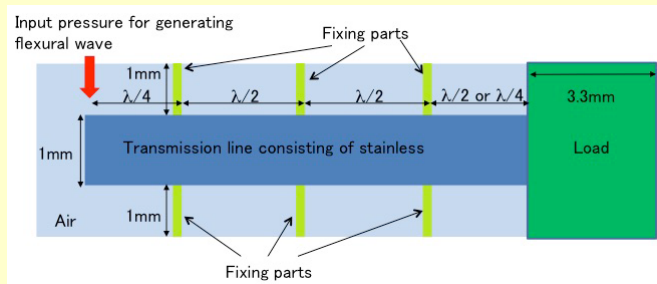 Input pressure for generating
flexural wave
Fixing parts
1mm
λ/4
λ/2
λ/2
λ/2 or λ/4
3.3mm
1mm
Transmission line consisting of stainless
Load
1mm
Air
Fixing parts